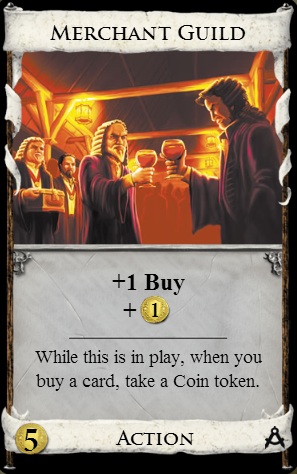 MERCHANT GUILD
+1 Buy
+ 1
While this is in play, when you
buy a card, take a Coin token.
5 ACTION